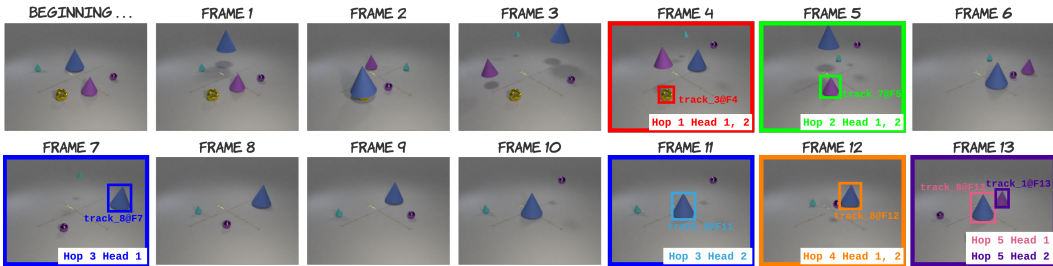 BEGINNING...
FRAME 1
FRAME 2
FRAME 3
FRAME 4
FRAME 5
FRAME 6
track_3@F4
Hop 1 Head 1, 2
Hop 2 Head 1, 2
FRAME 7
FRAME 8
FRAME 9
FRAME 10
FRAME 11
FRAME 12
FRAME 13
track_8@F7
track_8@F12
track_1@F13
Hop 3 Head 1
Hop 3 Head 2
Hop 4 Head 1, 2
Hop 5 Head 1
Hop 5 Head 2